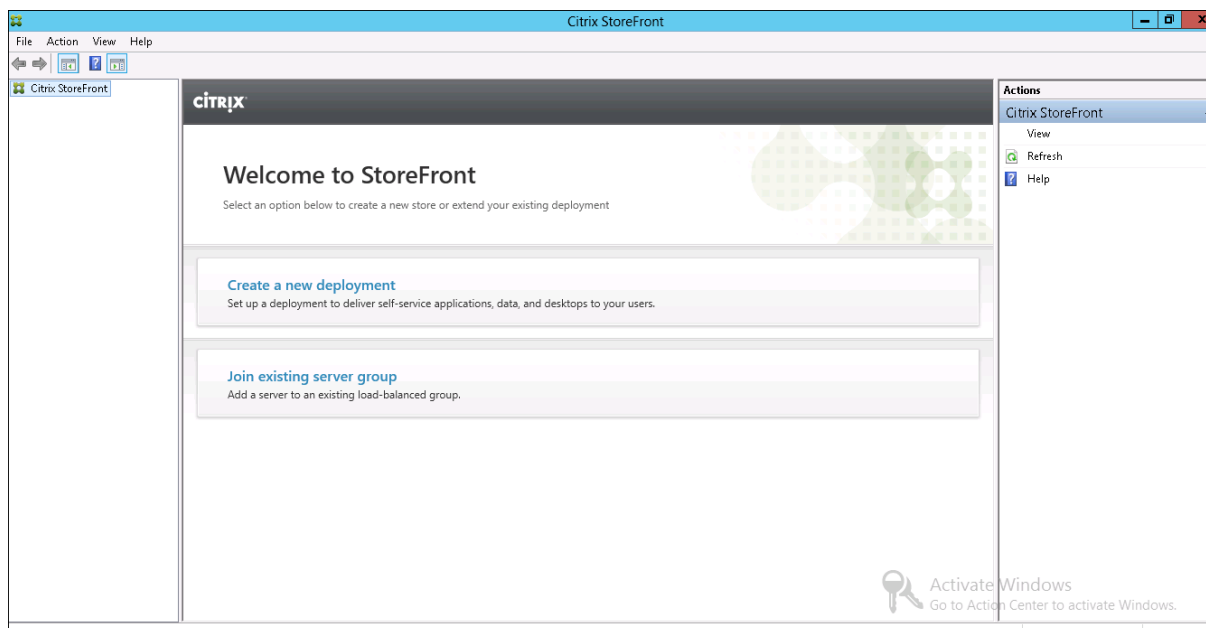 Citrix StoreFront
File Action View Help
Citrix StoreFront
CITRIX
Welcome to StoreFront
Select an option below to create a new store or extend your existing deployment
Create a new deployment
Set up a deployment to deliver self-service applications, data, and desktops to your users.
Join existing server group
Add a server to an existing load-balanced group.
Actions
Citrix StoreFront
View
Refresh
Help
Activate Windows
Go to Action Center to activate Windows.